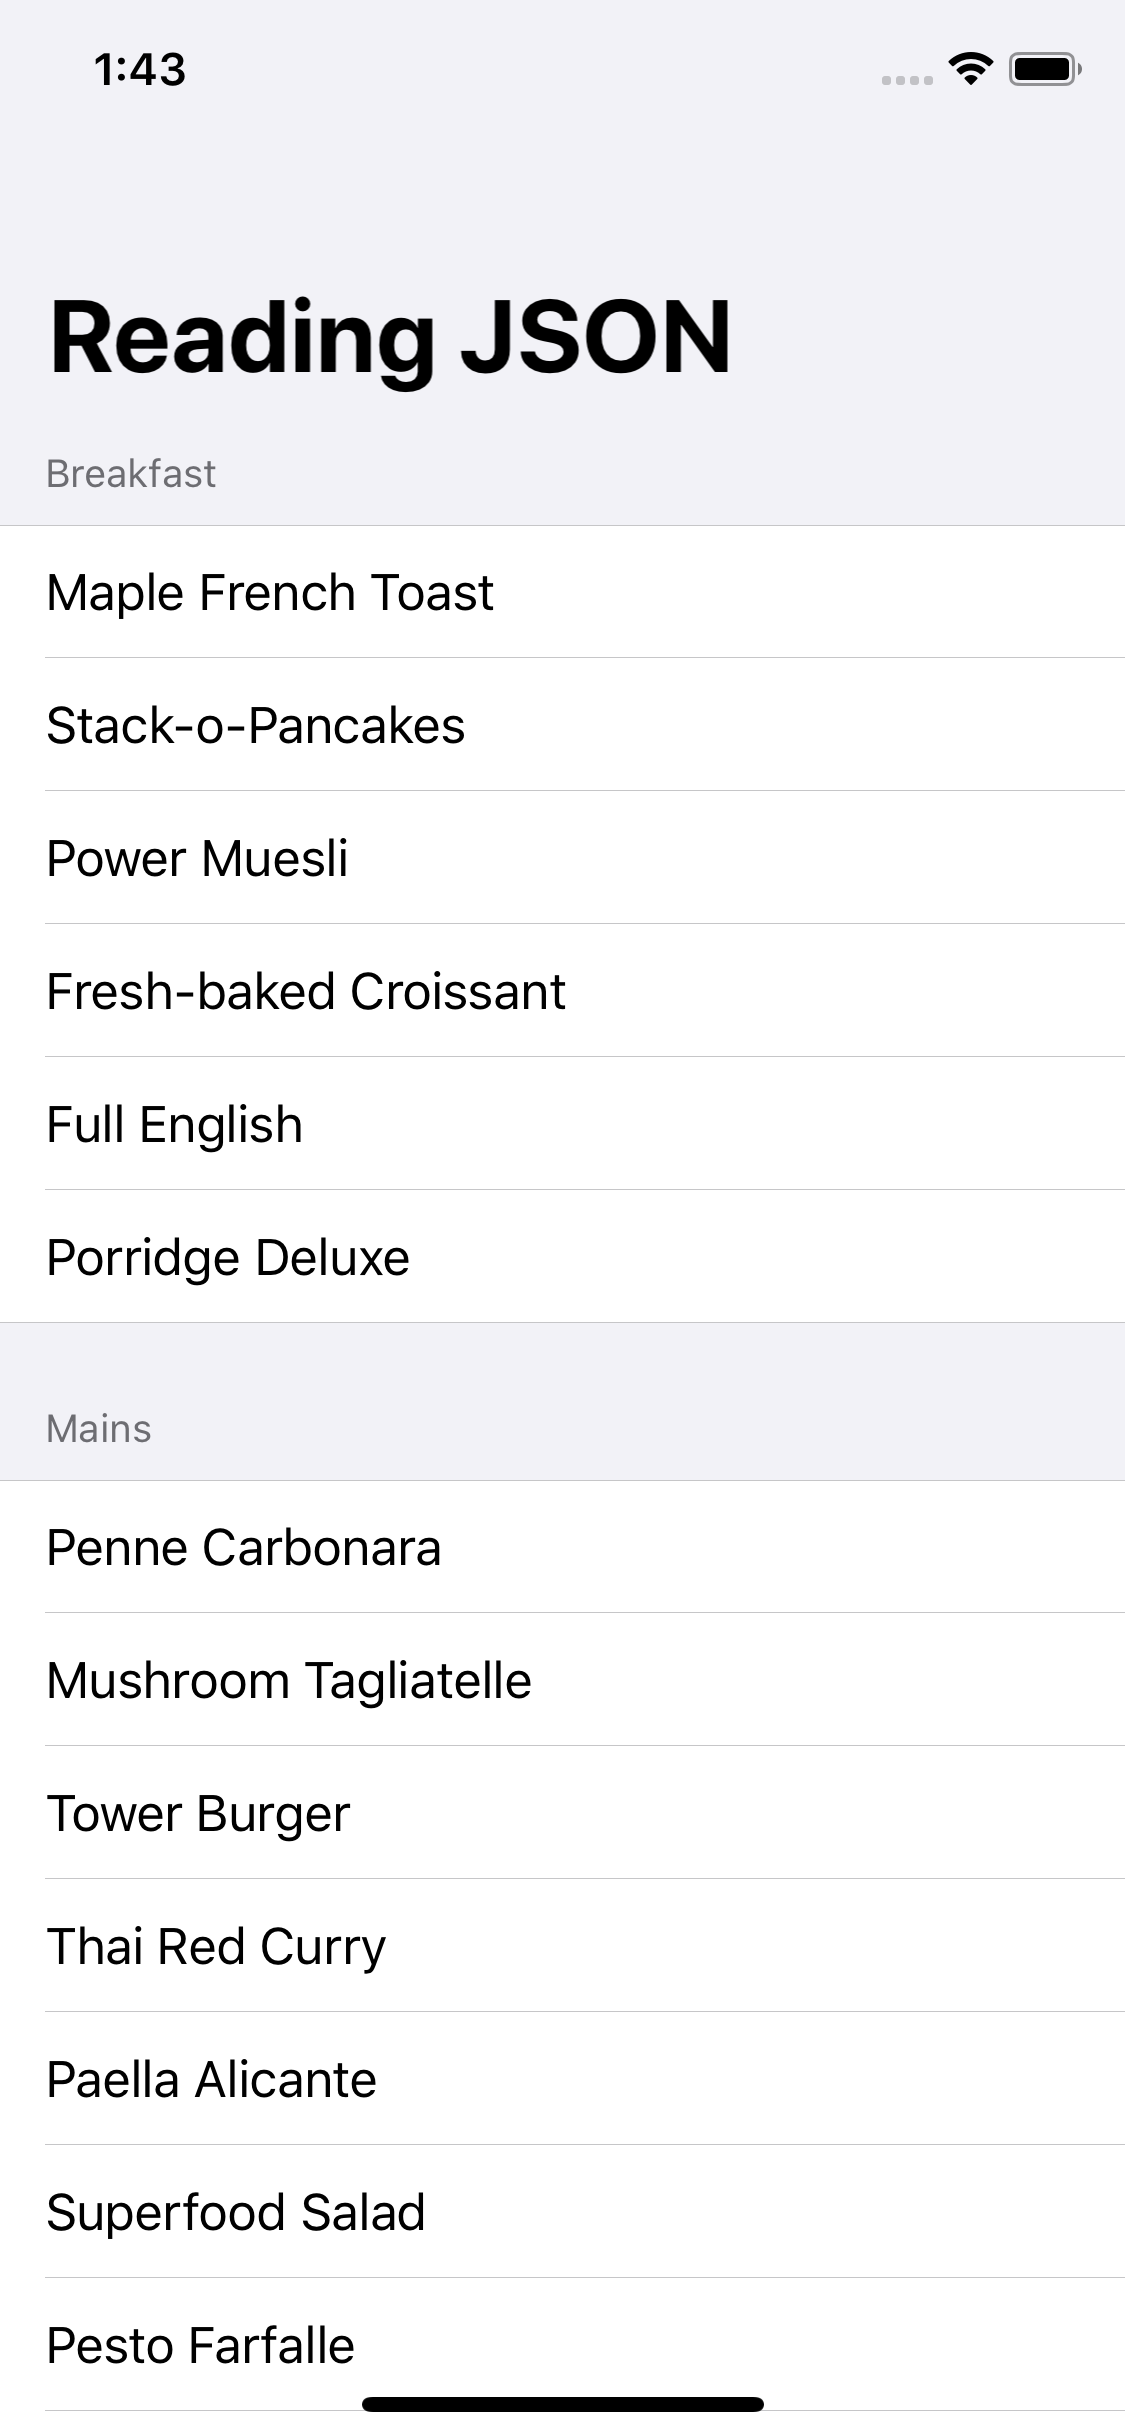 1:43
Reading JSON
Breakfast
Maple French Toast
Stack-o-Pancakes
Power Muesli
Fresh-baked Croissant
Full English
Porridge Deluxe
Mains
Penne Carbonara
Mushroom Tagliatelle
Tower Burger
Thai Red Curry
Paella Alicante
Superfood Salad
Pesto Farfalle